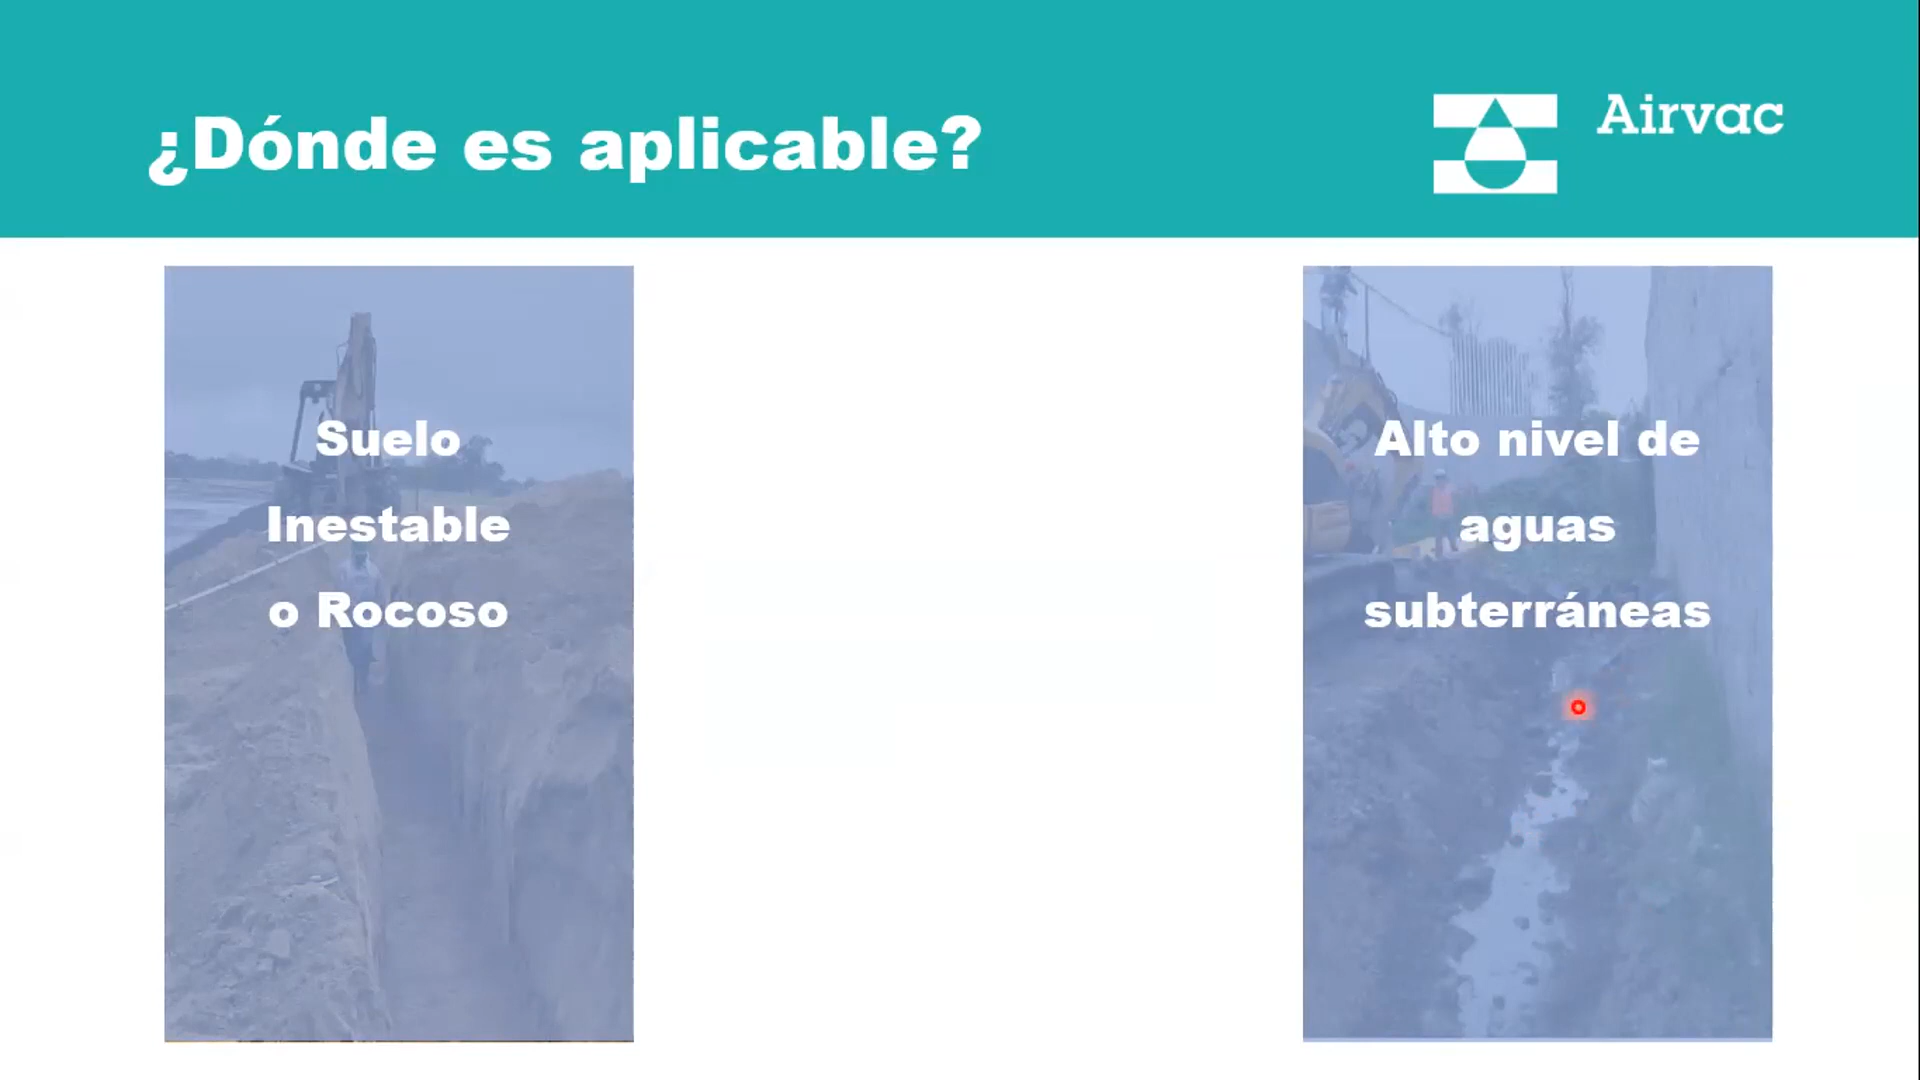 ¿Dónde es aplicable?
Airvac
Suelo
Inestable
o Rocoso
Alto nivel de
aguas
subterráneas